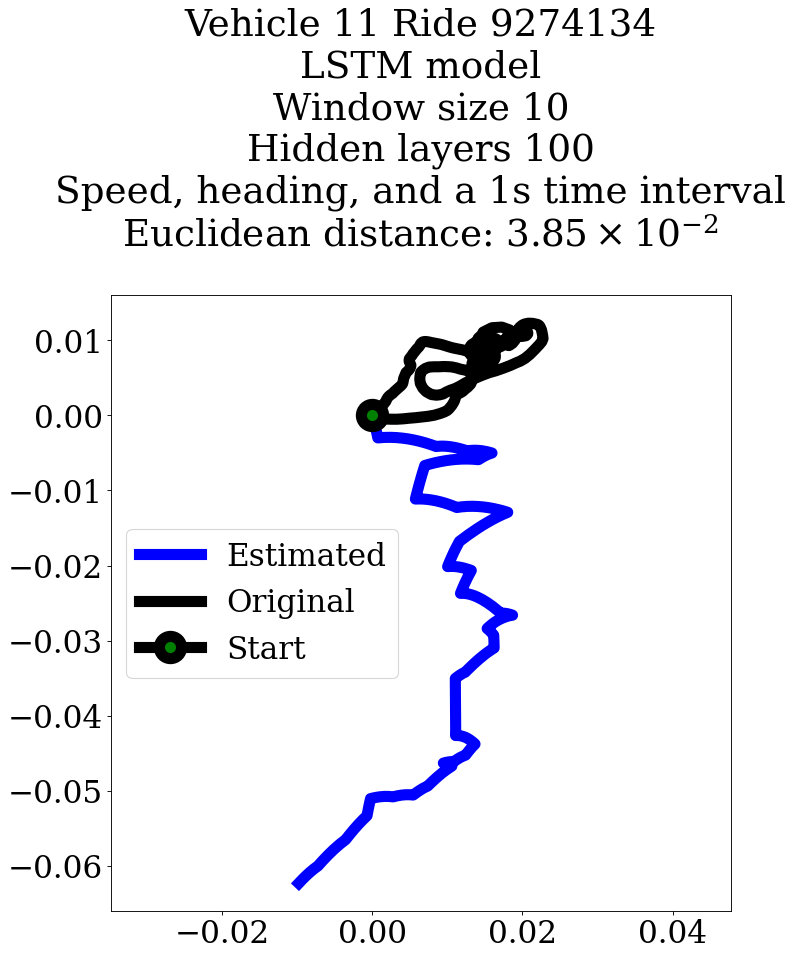 Vehicle 11 Ride 9274134
LSTM model
Window size 10
Hidden layers 100
Speed, heading, and a 1s time interval
Euclidean distance: 3.85 × 10⁻²
0.01
0.00
−0.01
−0.02
−0.03
−0.04
−0.05
−0.06
Estimated
Original
Start
−0.02 0.00 0.02 0.04